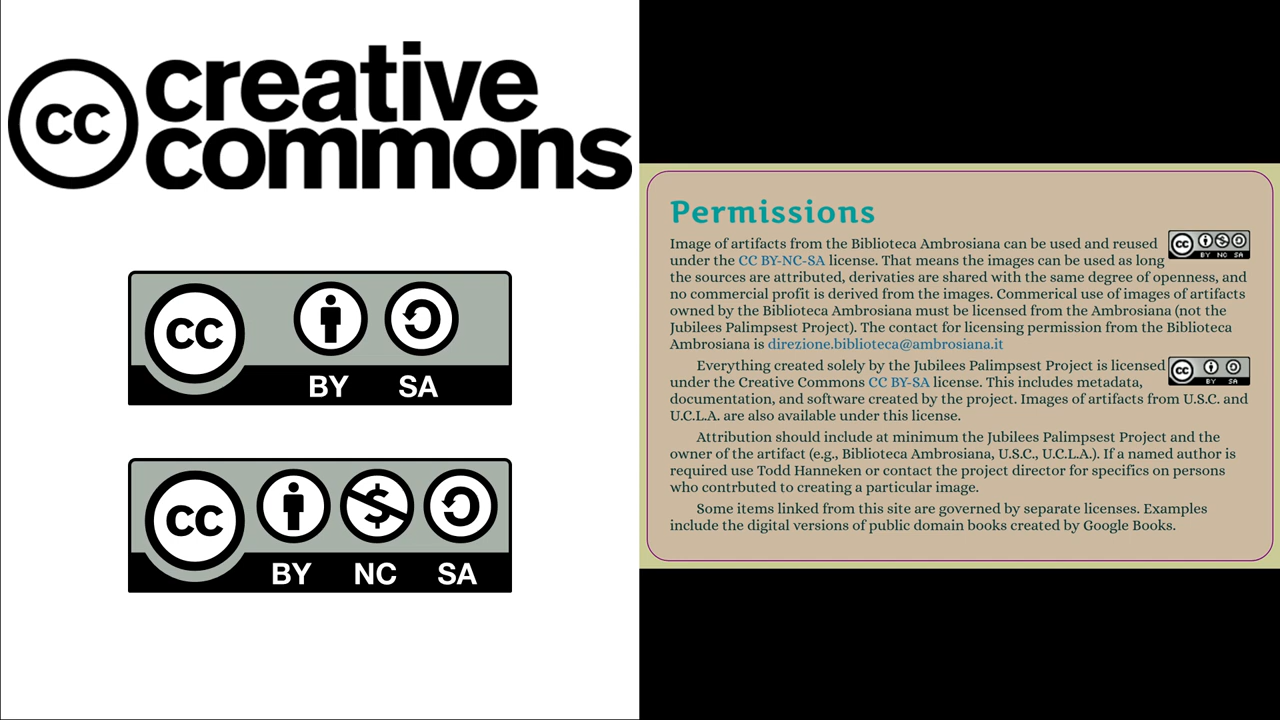 cc creative
commons
cc
BY SA
cc
BY NC SA
Permissions
Image of artifacts from the Biblioteca Ambrosiana can be used and reused
under the CC BY-NC-SA license. That means the images can be used as long
the sources are attributed, derivaties are shared with the same degree of openness, and
no commercial profit is derived from the images. Commerical use of images of artifacts
owned by the Biblioteca Ambrosiana must be licensed from the Ambrosiana (not the
Jubilees Palimpsest Project). The contact for licensing permission from the Biblioteca
Ambrosiana is direzione.biblioteca@ambrosiana.it
cc
BY NC SA
Everything created solely by the Jubilees Palimpsest Project is licensed
under the Creative Commons CC BY-SA license. This includes metadata,
documentation, and software created by the project. Images of artifacts from U.S.C. and
U.C.L.A. are also available under this license.
cc
BY SA
Attribution should include at minimum the Jubilees Palimpsest Project and the
owner of the artifact (e.g., Biblioteca Ambrosiana, U.S.C., U.C.L.A.). If a named author is
required use Todd Hanneken or contact the project director for specifics on persons
who contrbuted to creating a particular image.
Some items linked from this site are governed by separate licenses. Examples
include the digital versions of public domain books created by Google Books.